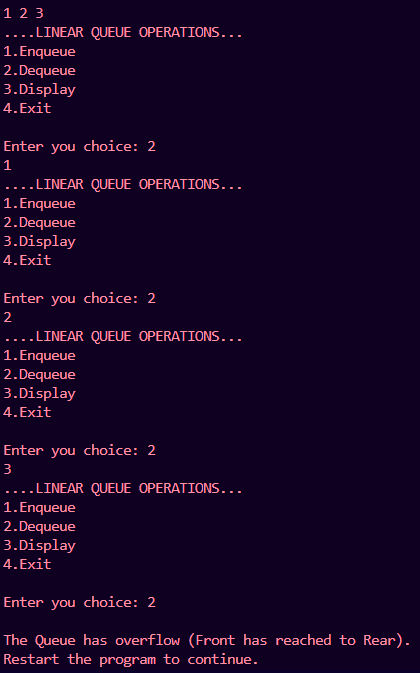 1 2 3
....LINEAR QUEUE OPERATIONS...
1.Enqueue
2.Dequeue
3.Display
4.Exit
Enter you choice: 2
1
....LINEAR QUEUE OPERATIONS...
1.Enqueue
2.Dequeue
3.Display
4.Exit
Enter you choice: 2
2
....LINEAR QUEUE OPERATIONS...
1.Enqueue
2.Dequeue
3.Display
4.Exit
Enter you choice: 2
3
....LINEAR QUEUE OPERATIONS...
1.Enqueue
2.Dequeue
3.Display
4.Exit
Enter you choice: 2
The Queue has overflow (Front has reached to Rear).
Restart the program to continue.